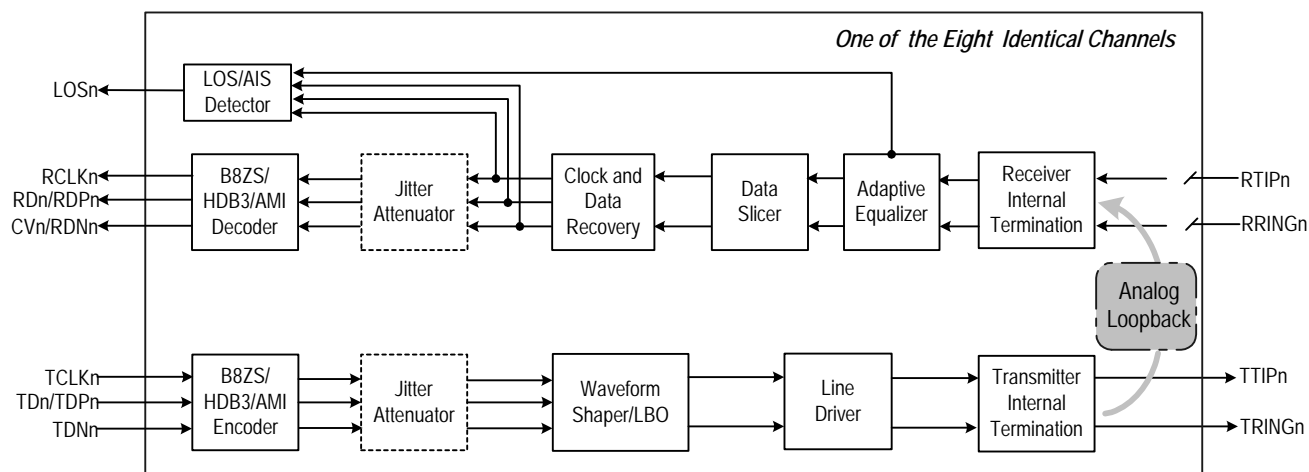 One of the Eight Identical Channels
LOSn
LOS/AIS
Detector
RCLKn
RDn/RDPn
CVn/RDNn
B8ZS/
HDB3/AMI
Decoder
Jitter
Attenuator
Clock and
Data
Recovery
Data
Slicer
Adaptive
Equalizer
Receiver
Internal
Termination
RTIPn
RRINGn
Analog
Loopback
TCLKn
TDn/TDPn
TDNn
B8ZS/
HDB3/AMI
Encoder
Jitter
Attenuator
Waveform
Shaper/LBO
Line
Driver
Transmitter
Internal
Termination
TTIPn
TRINGn